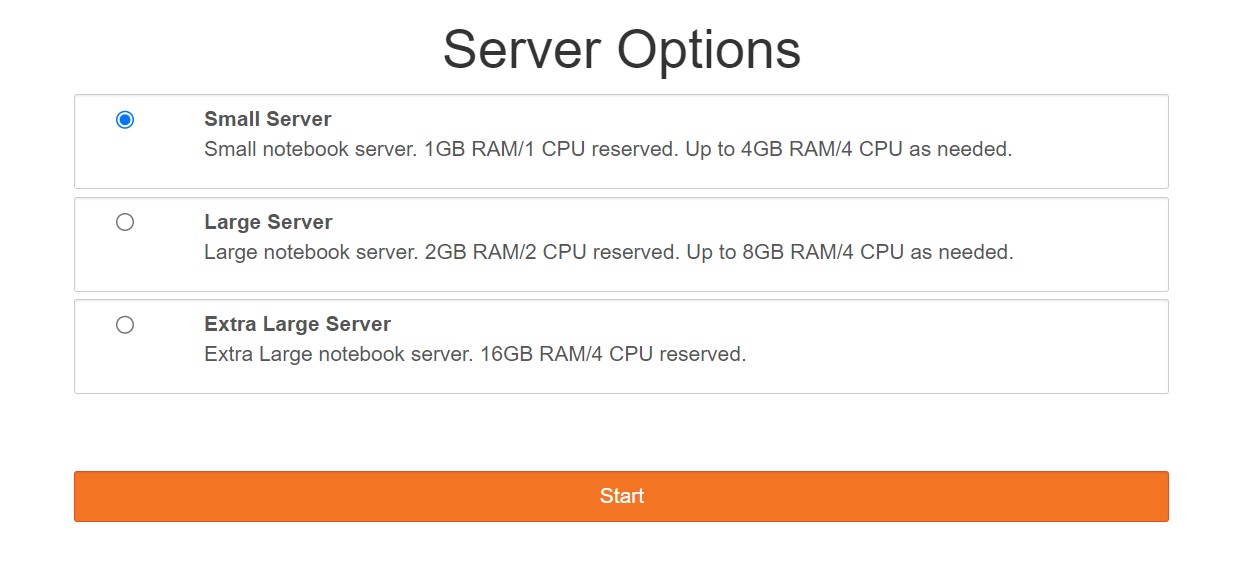 Server Options
Small Server
Small notebook server. 1GB RAM/1 CPU reserved. Up to 4GB RAM/4 CPU as needed.
Large Server
Large notebook server. 2GB RAM/2 CPU reserved. Up to 8GB RAM/4 CPU as needed.
Extra Large Server
Extra Large notebook server. 16GB RAM/4 CPU reserved.
Start